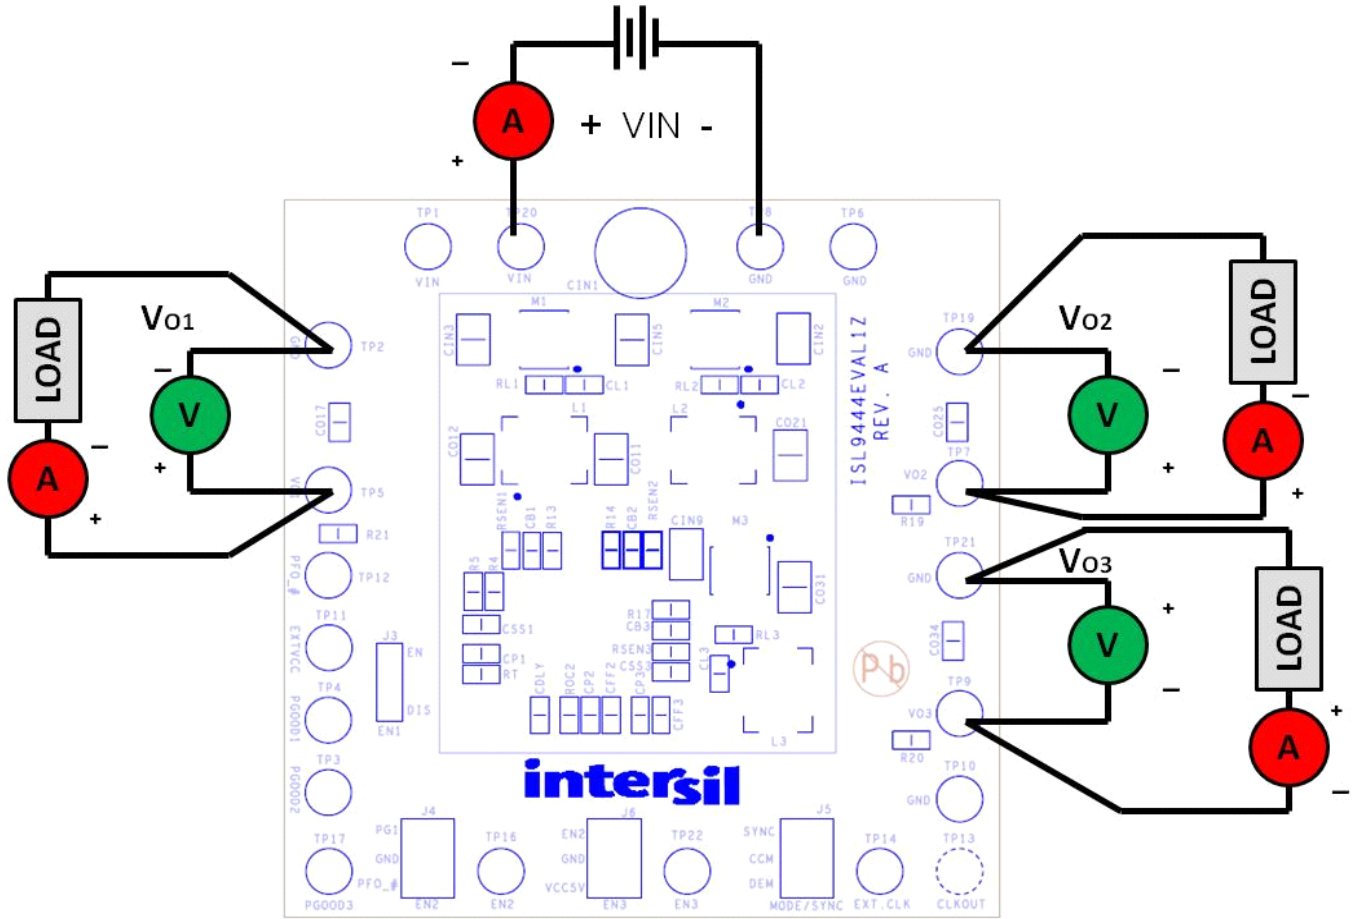 −
A
+ VIN -
+
TP1
TP20
TP8
TP6
VIN
VIN
GND
GND
CIN1
VO1
LOAD
−
V
+
−
A
+
GND
TP2
CO17
VO1
TP5
R21
PFO_#
TP12
TP11
EXTVCC
TP4
PGOOD1
TP3
PGOOD2
TP17
PGOOD3
J3
EN
DIS
EN1
M1
M2
CIN3
CIN5
CIN2
RL1
CL1
RL2
CL2
L1
L2
CO12
CO11
CO21
RSEN1
CB1
R13
R14
CB2
RSEN2
CIN9
M3
R5
R4
CSS1
CP1
RT
R17
CB3
RSEN3
CSS3
CO31
RL3
CL3
CDLY
ROC2
CP2
CFF2
CP3
CFF3
L3
ISL9444EVAL1Z
REV. A
Pb
TP19
GND
CO25
TP7
VO2
R19
TP21
GND
CO34
TP9
VO3
R20
TP10
GND
TP13
CLKOUT
VO2
−
V
+
LOAD
−
A
+
VO3
+
V
−
LOAD
+
A
−
intersil
J4
PG1
GND
PFO_#
EN2
TP16
EN2
J6
EN2
GND
VCC5V
EN3
TP22
EN3
J5
SYNC
CCM
DEM
MODE/SYNC
TP14
EXT.CLK